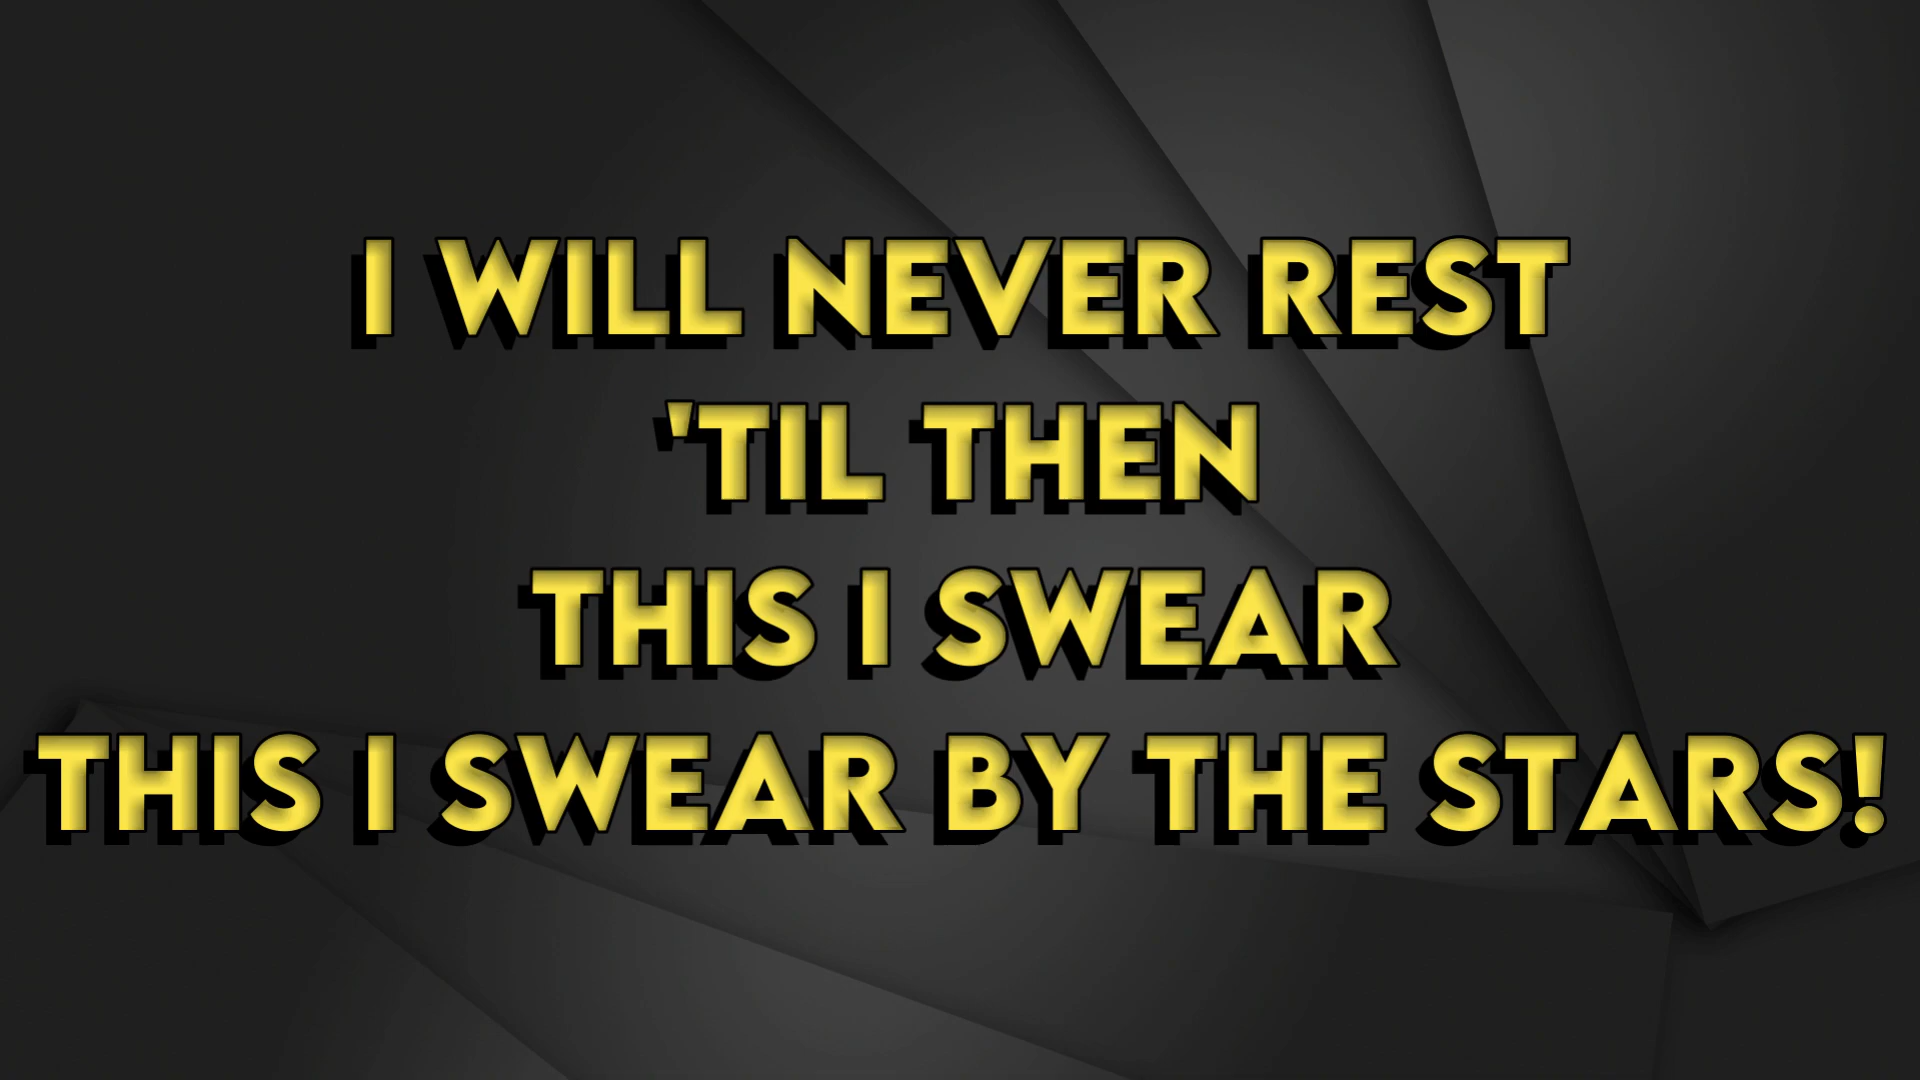 I WILL NEVER REST
'TIL THEN
THIS I SWEAR
THIS I SWEAR BY THE STARS!